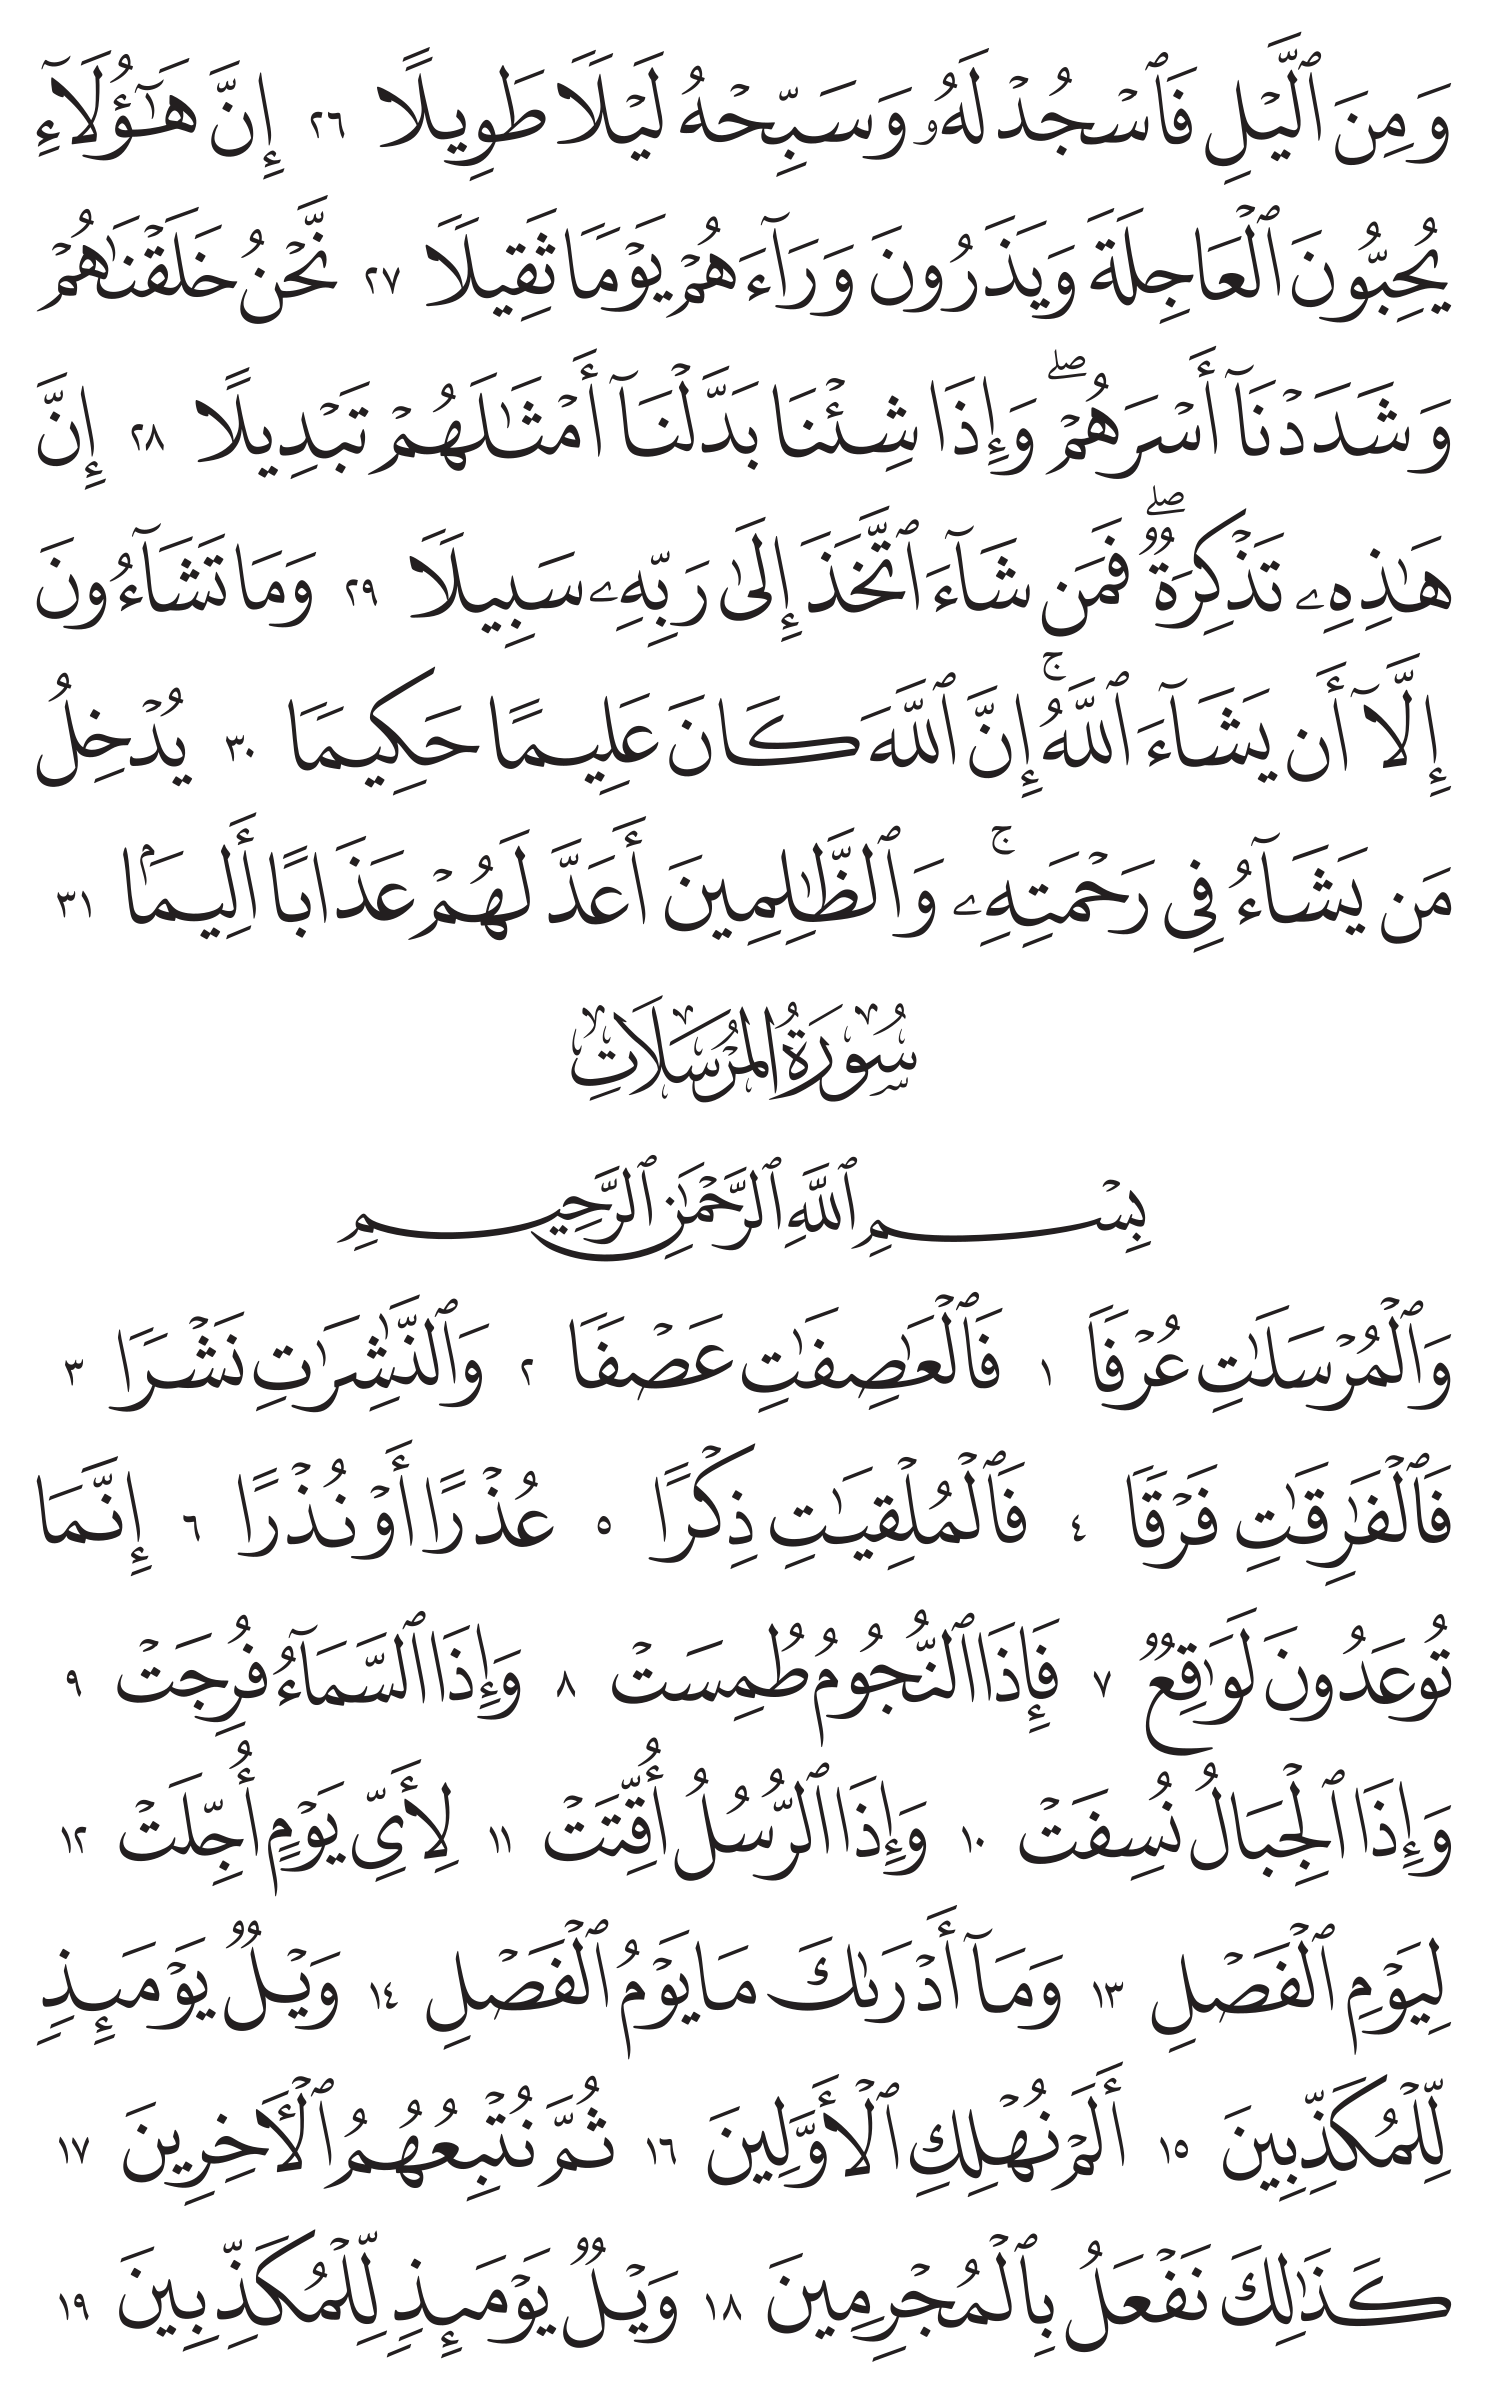 وَمِنَ ٱلَّيۡلِ فَٱسۡجُدۡ لَهُۥ وَسَبِّحۡهُ لَيۡلٗا طَوِيلًا ٢٦ إِنَّ هَٰٓؤُلَآءِ
يُحِبُّونَ ٱلۡعَاجِلَةَ وَيَذَرُونَ وَرَآءَهُمۡ يَوۡمٗا ثَقِيلٗا ٢٧ نَّحۡنُ خَلَقۡنَٰهُمۡ
وَشَدَدۡنَآ أَسۡرَهُمۡۖ وَإِذَا شِئۡنَا بَدَّلۡنَآ أَمۡثَٰلَهُمۡ تَبۡدِيلًا ٢٨ إِنَّ
هَٰذِهِۦ تَذۡكِرَةٞۖ فَمَن شَآءَ ٱتَّخَذَ إِلَىٰ رَبِّهِۦ سَبِيلٗا ٢٩ وَمَا تَشَآءُونَ
إِلَّآ أَن يَشَآءَ ٱللَّهُۚ إِنَّ ٱللَّهَ كَانَ عَلِيمًا حَكِيمٗا ٣٠ يُدۡخِلُ
مَن يَشَآءُ فِي رَحۡمَتِهِۦۚ وَٱلظَّٰلِمِينَ أَعَدَّ لَهُمۡ عَذَابًا أَلِيمَۢا ٣١
سُورَةُ المُرۡسَلَاتِ
بِسۡمِ ٱللَّهِ ٱلرَّحۡمَٰنِ ٱلرَّحِيمِ
وَٱلۡمُرۡسَلَٰتِ عُرۡفٗا ١ فَٱلۡعَٰصِفَٰتِ عَصۡفٗا ٢ وَٱلنَّٰشِرَٰتِ نَشۡرٗا ٣
فَٱلۡفَٰرِقَٰتِ فَرۡقٗا ٤ فَٱلۡمُلۡقِيَٰتِ ذِكۡرًا ٥ عُذۡرًا أَوۡ نُذۡرًا ٦ إِنَّمَا
تُوعَدُونَ لَوَٰقِعٞ ٧ فَإِذَا ٱلنُّجُومُ طُمِسَتۡ ٨ وَإِذَا ٱلسَّمَآءُ فُرِجَتۡ ٩
وَإِذَا ٱلۡجِبَالُ نُسِفَتۡ ١٠ وَإِذَا ٱلرُّسُلُ أُقِّتَتۡ ١١ لِأَيِّ يَوۡمٍ أُجِّلَتۡ ١٢
لِيَوۡمِ ٱلۡفَصۡلِ ١٣ وَمَآ أَدۡرَىٰكَ مَا يَوۡمُ ٱلۡفَصۡلِ ١٤ وَيۡلٞ يَوۡمَئِذٖ
لِّلۡمُكَذِّبِينَ ١٥ أَلَمۡ نُهۡلِكِ ٱلۡأَوَّلِينَ ١٦ ثُمَّ نُتۡبِعُهُمُ ٱلۡأٓخِرِينَ ١٧
كَذَٰلِكَ نَفۡعَلُ بِٱلۡمُجۡرِمِينَ ١٨ وَيۡلٞ يَوۡمَئِذٖ لِّلۡمُكَذِّبِينَ ١٩